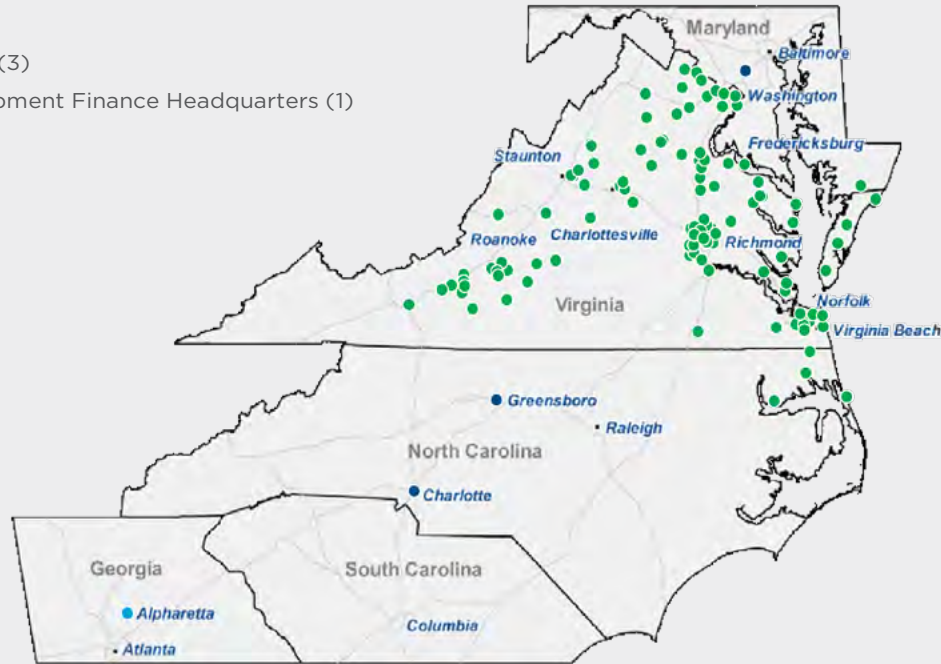 (3)
pment Finance Headquarters (1)
Maryland
Baltimore
Washington
Fredericksburg
Staunton
Roanoke
Charlottesville
Richmond
Virginia
Norfolk
Virginia Beach
Greensboro
Raleigh
North Carolina
Charlotte
Georgia
South Carolina
Alpharetta
Columbia
Atlanta